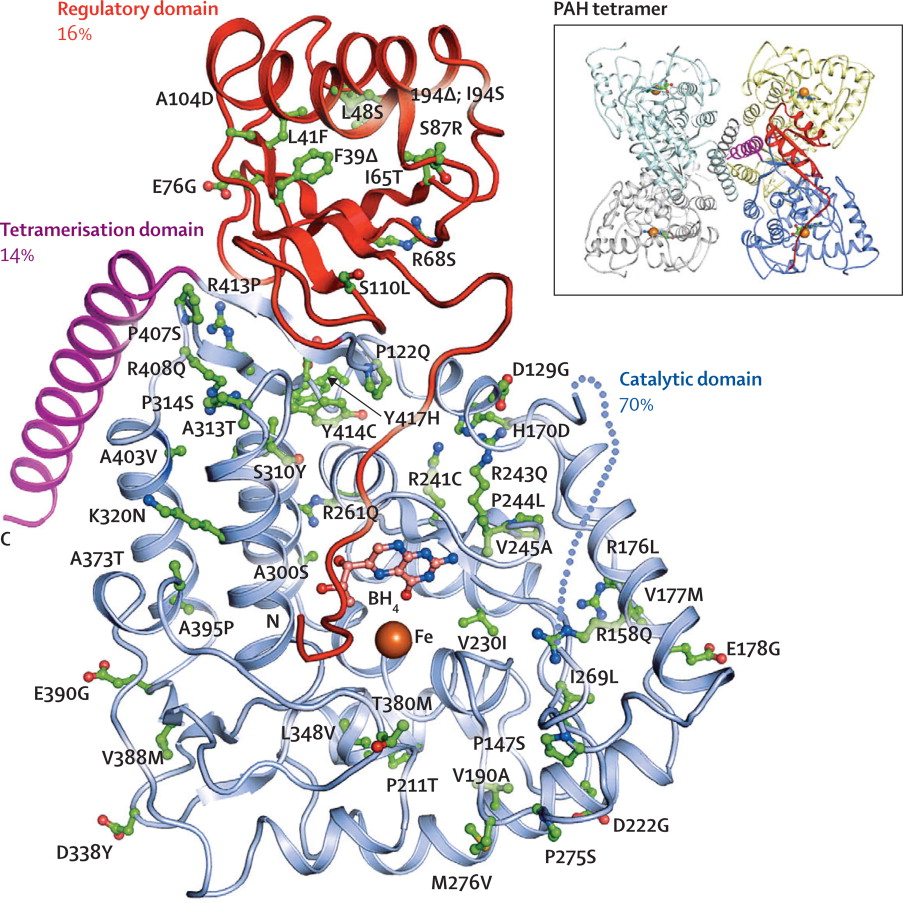 Regulatory domain
16%
PAH tetramer
A104D
L48S
194Δ; I94S
L41F
S87R
F39Δ
I65T
E76G
R68S
Tetramerisation domain
14%
S110L
R413P
P407S
P122Q
R408Q
D129G
Catalytic domain
70%
P314S
A313T
Y417H
Y414C
H170D
A403V
S310Y
R241C
R243Q
K320N
R261Q
P244L
C
V245A
A373T
A300S
R176L
BH4
V177M
N
A395P
Fe
V230I
R158Q
E178G
E390G
I269L
T380M
L348V
P147S
V388M
P211T
V190A
D222G
D338Y
P275S
M276V